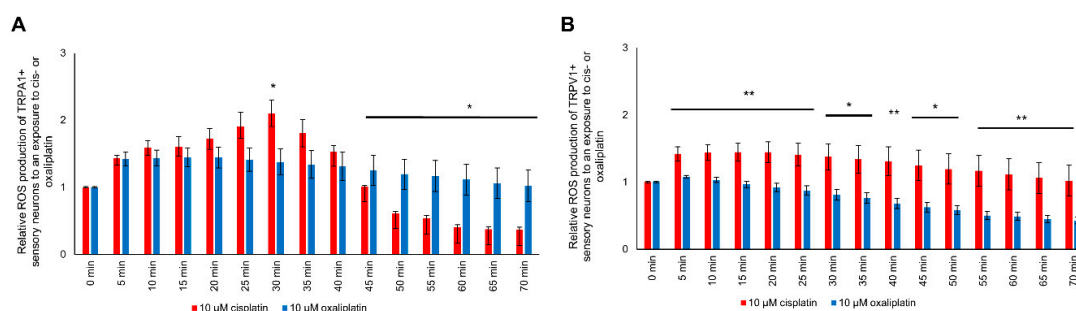 A
Relative ROS production of TRPA1+
sensory neurons to an exposure to cis- or
oxaliplatin
3
2
1
0
*
*
0 min
5 min
10 min
15 min
20 min
25 min
30 min
35 min
40 min
45 min
50 min
55 min
60 min
65 min
70 min
10 µM cisplatin
10 µM oxaliplatin
B
Relative ROS production of TRPV1+
sensory neurons to an exposure to cis- or
oxaliplatin
3
2
1
0
**
*
**
*
**
0 min
5 min
10 min
15 min
20 min
25 min
30 min
35 min
40 min
45 min
50 min
55 min
60 min
65 min
70 min
10 µM cisplatin
10 µM oxaliplatin